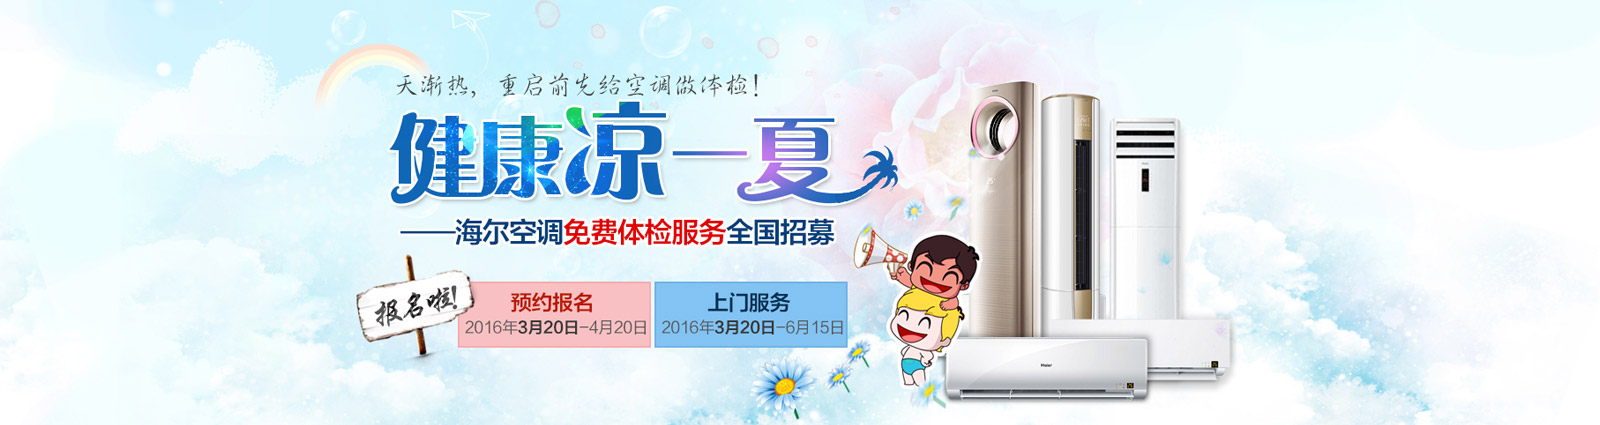 天渐热，重启前先给空调做体检！
健康凉一夏
——海尔空调免费体检服务全国招募
报名啦！
预约报名
2016年3月20日-4月20日
上门服务
2016年3月20日-6月15日
Haier